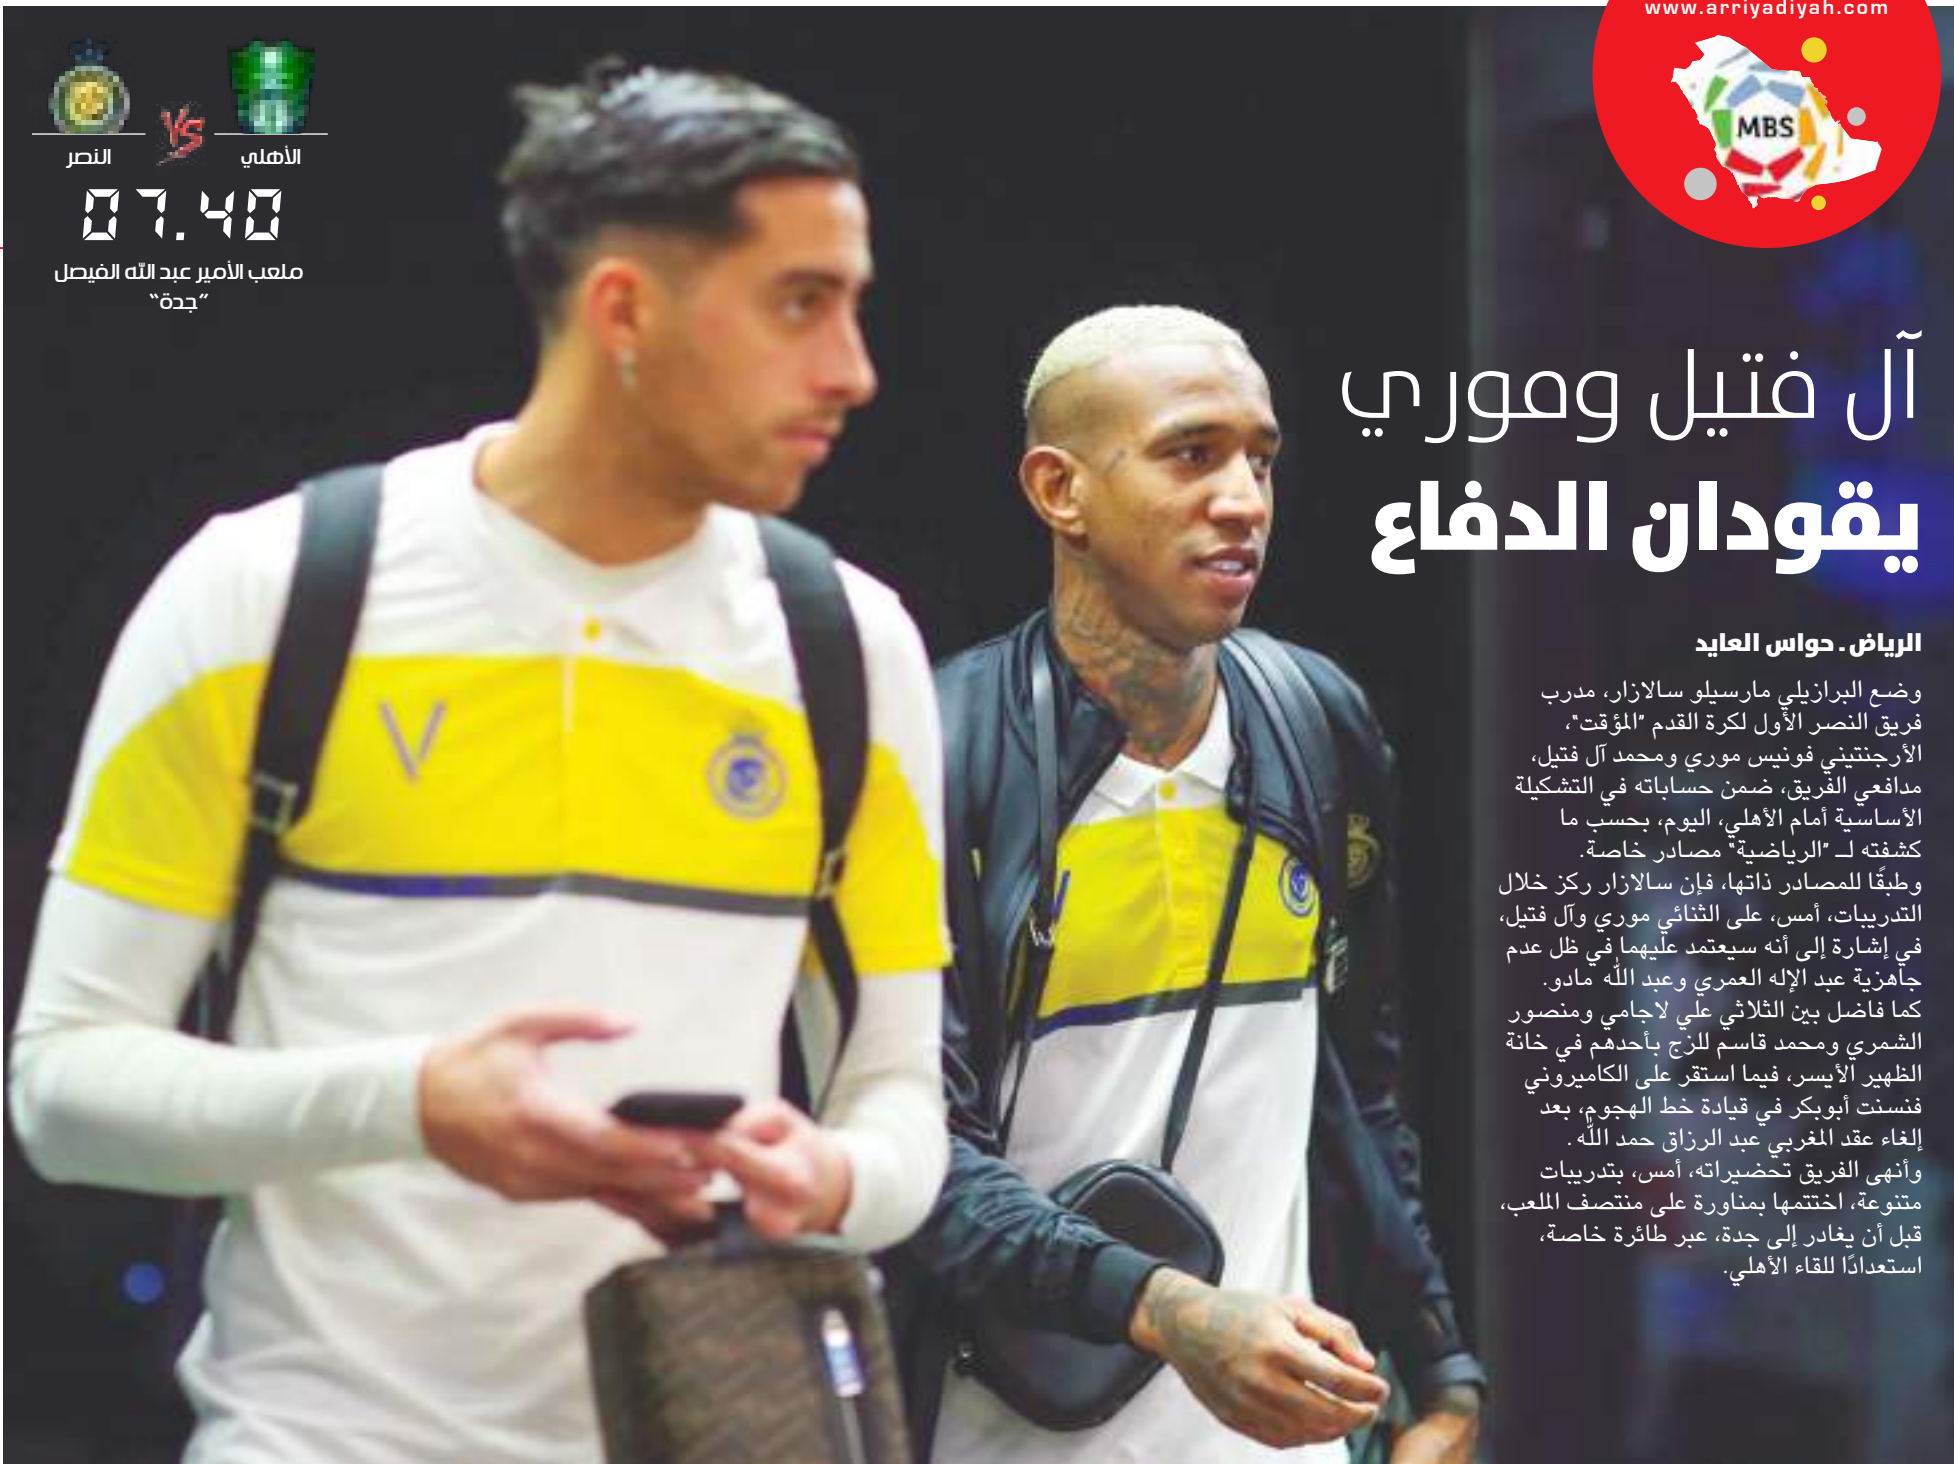 www.arriyadiyah.com
MBS
الأهلي
VS
النصر
07.40
ملعب الأمير عبد الله الفيصل
"جدة"
آل فتيل وموري
يقودان الدفاع
الرياض ـ حواس العايد
وضع البرازيلي مارسيلو سالازار، مدرب
فريق النصر الأول لكرة القدم "المؤقت"،
الأرجنتيني فونيس موري ومحمد آل فتيل،
مدافعي الفريق، ضمن حساباته في التشكيلة
الأساسية أمام الأهلي، اليوم، بحسب ما
كشفته لـ "الرياضية" مصادر خاصة.
وطبقًا للمصادر ذاتها، فإن سالازار ركز خلال
التدريبات، أمس، على الثنائي موري وآل فتيل،
في إشارة إلى أنه سيعتمد عليهما في ظل عدم
جاهزية عبد الإله العمري وعبد الله مادو.
كما فاضل بين الثلاثي علي لاجامي ومنصور
الشمري ومحمد قاسم للزج بأحدهم في خانة
الظهير الأيسر، فيما استقر على الكاميروني
فنسنت أبوبكر في قيادة خط الهجوم، بعد
إلغاء عقد المغربي عبد الرزاق حمد الله.
وأنهى الفريق تحضيراته، أمس، بتدريبات
متنوعة، اختتمها بمناورة على منتصف الملعب،
قبل أن يغادر إلى جدة، عبر طائرة خاصة،
استعدادًا للقاء الأهلي.